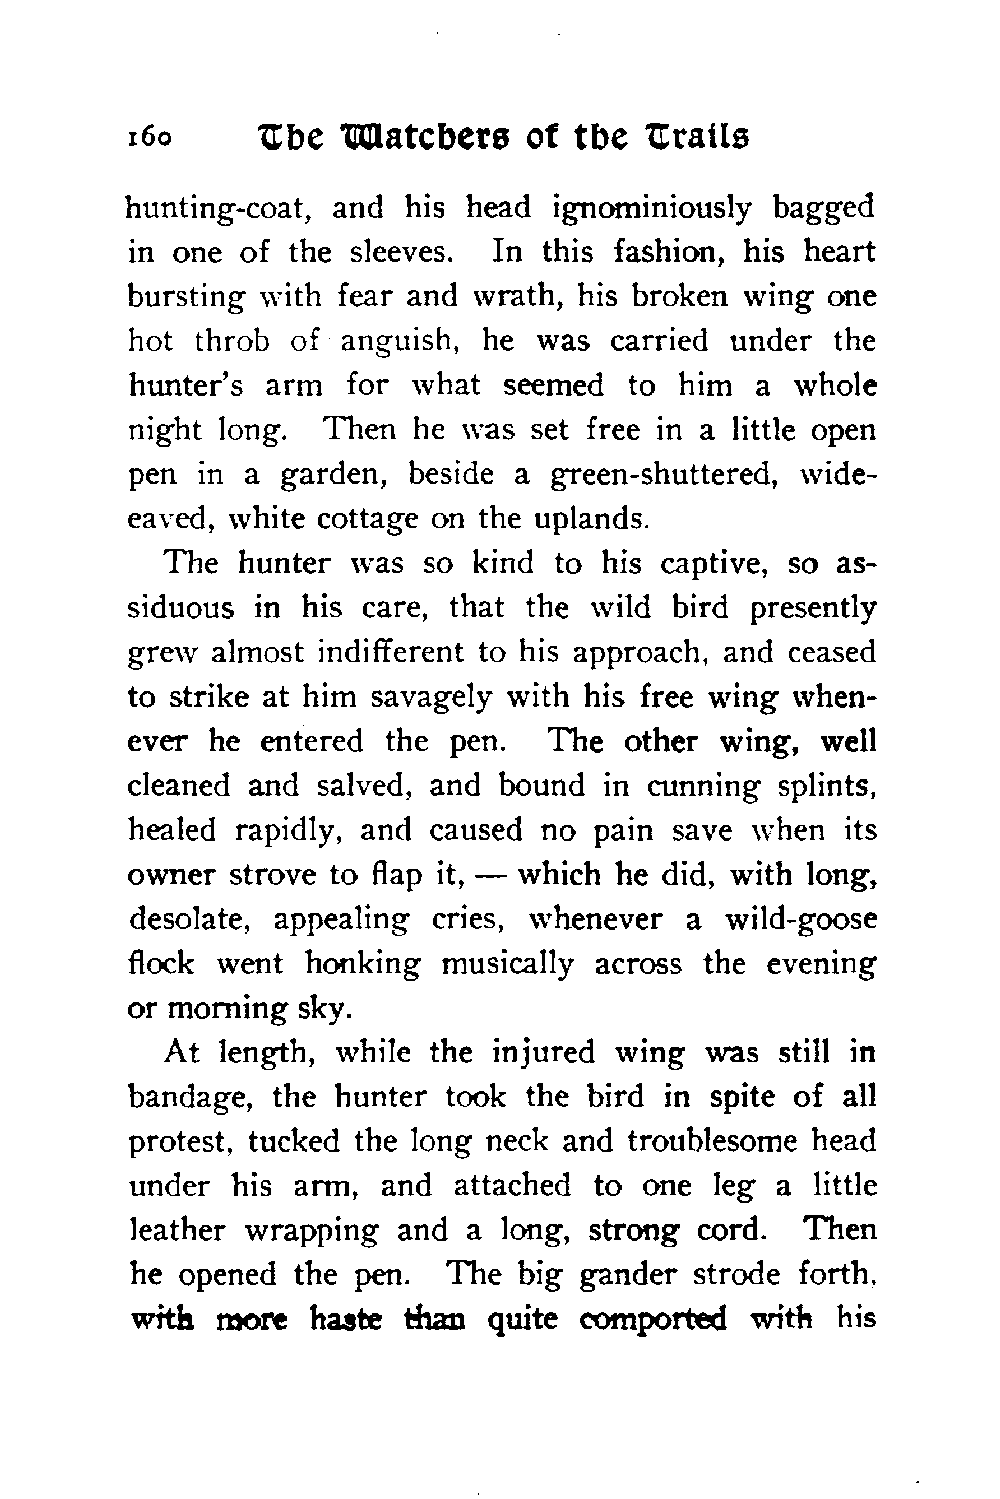 160 The Watchers of the Trails
hunting-coat, and his head ignominiously bagged
in one of the sleeves. In this fashion, his heart
bursting with fear and wrath, his broken wing one
hot throb of anguish, he was carried under the
hunter's arm for what seemed to him a whole
night long. Then he was set free in a little open
pen in a garden, beside a green-shuttered, wide-
eaved, white cottage on the uplands.
The hunter was so kind to his captive, so as-
siduous in his care, that the wild bird presently
grew almost indifferent to his approach, and ceased
to strike at him savagely with his free wing when-
ever he entered the pen. The other wing, well
cleaned and salved, and bound in cunning splints,
healed rapidly, and caused no pain save when its
owner strove to flap it, — which he did, with long,
desolate, appealing cries, whenever a wild-goose
flock went honking musically across the evening
or morning sky.
At length, while the injured wing was still in
bandage, the hunter took the bird in spite of all
protest, tucked the long neck and troublesome head
under his arm, and attached to one leg a little
leather wrapping and a long, strong cord. Then
he opened the pen. The big gander strode forth,
with more haste than quite comported with his